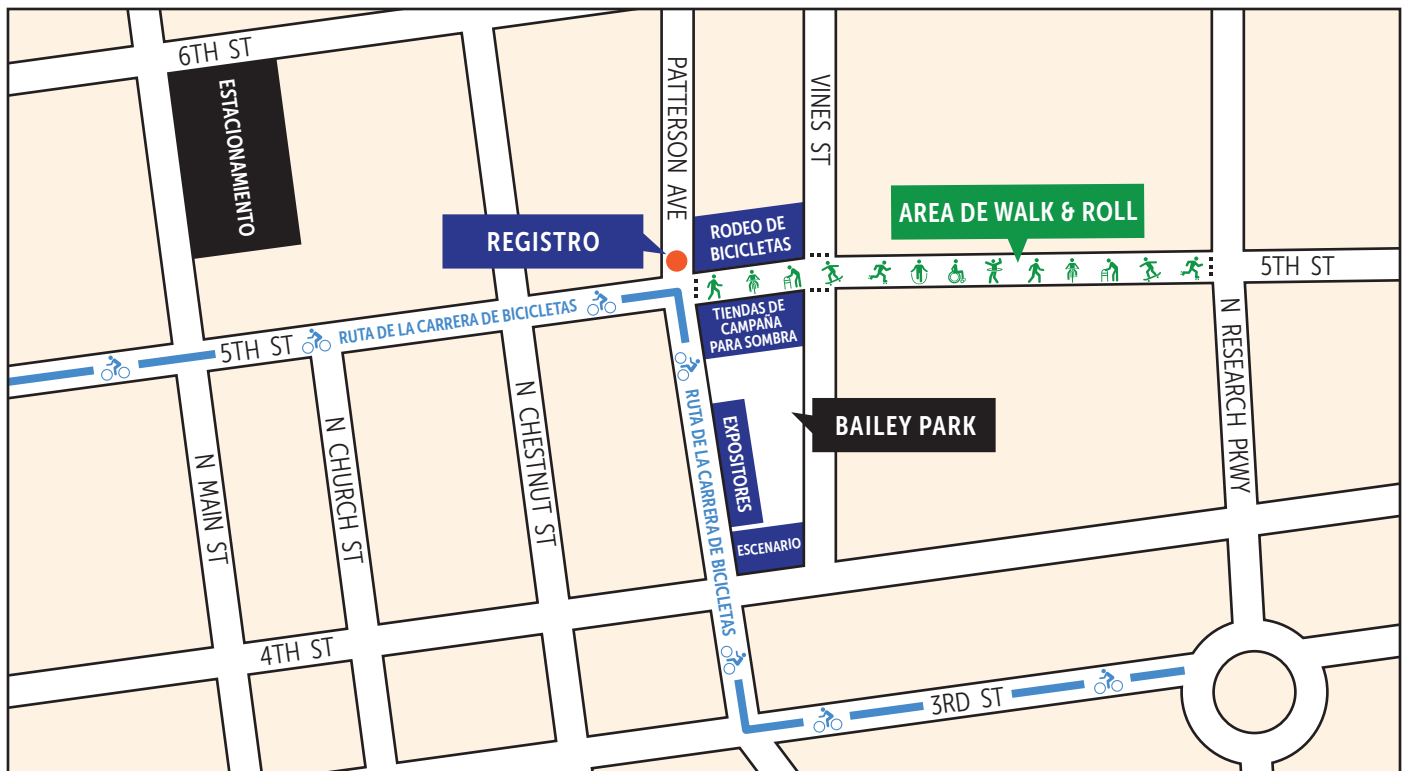 6TH ST
ESTACIONAMIENTO
PATTERSON AVE
VINES ST
REGISTRO
RODEO DE
BICICLETAS
AREA DE WALK & ROLL
5TH ST
TIENDAS DE
CAMPAÑA
PARA SOMBRA
RUTA DE LA CARRERA DE BICICLETAS
5TH ST
N RESEARCH PKWY
N CHESTNUT ST
RUTA DE LA CARRERA DE BICICLETAS
EXPOSITORES
BAILEY PARK
N CHURCH ST
N MAIN ST
ESCENARIO
4TH ST
3RD ST